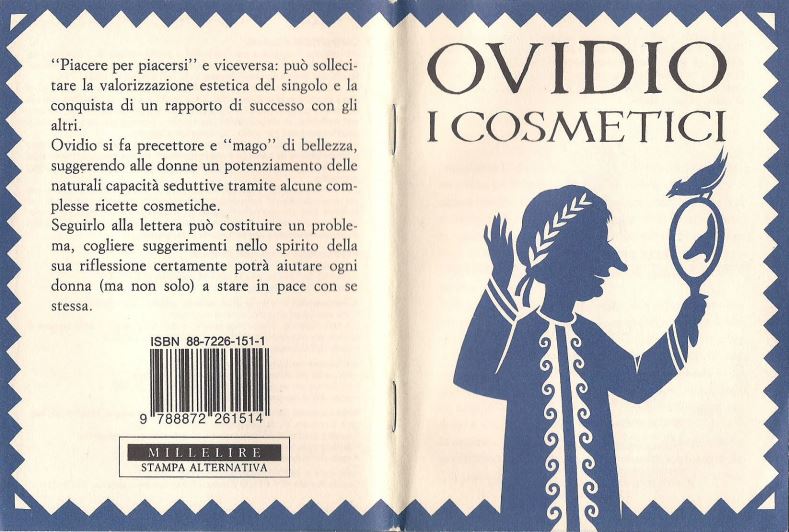 "Piacere per piacersi" e viceversa: può solleci-
tare la valorizzazione estetica del singolo e la
conquista di un rapporto di successo con gli
altri.
Ovidio si fa precettore e "mago" di bellezza,
suggerendo alle donne un potenziamento delle
naturali capacità seduttive tramite alcune com-
plesse ricette cosmetiche.
Seguirlo alla lettera può costituire un proble-
ma, cogliere suggerimenti nello spirito della
sua riflessione certamente potrà aiutare ogni
donna (ma non solo) a stare in pace con se
stessa.
ISBN 88-7226-151-1
9 788872 261514
MILLELIRE
STAMPA ALTERNATIVA
OVIDIO
I COSMETICI